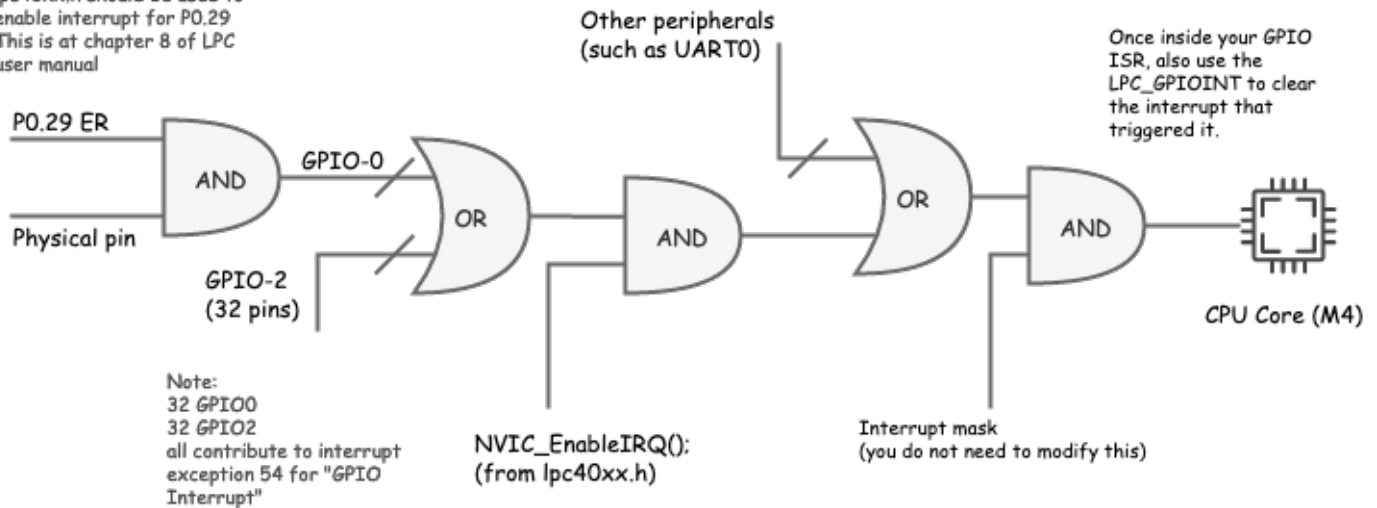 enable interrupt for P0.29
This is at chapter 8 of LPC
user manual
P0.29 ER
Physical pin
AND
GPIO-0
GPIO-2
(32 pins)
OR
Note:
32 GPIO0
32 GPIO2
all contribute to interrupt
exception 54 for "GPIO
Interrupt"
AND
NVIC_EnableIRQ();
(from lpc40xx.h)
Other peripherals
(such as UART0)
OR
AND
Interrupt mask
(you do not need to modify this)
Once inside your GPIO
ISR, also use the
LPC_GPIOINT to clear
the interrupt that
triggered it.
CPU Core (M4)